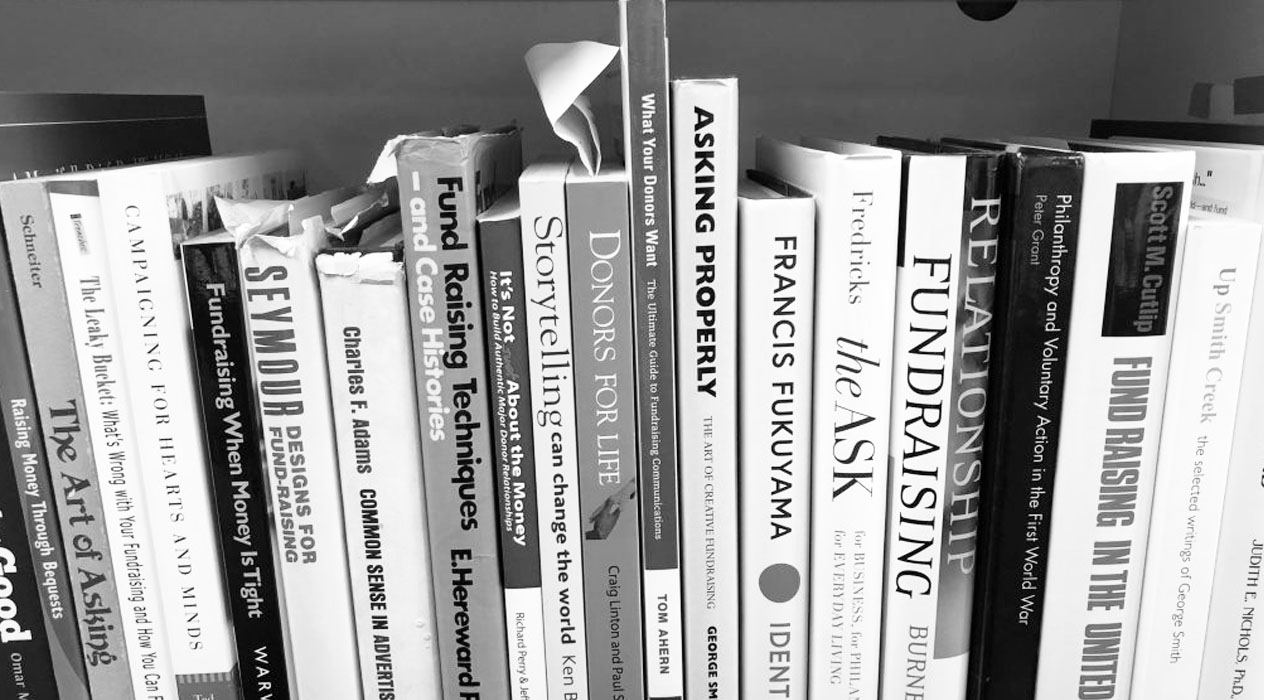 Good
Omar
Raising Money Through Bequests
Schneiter
The Art of Asking
The Leaky Bucket: What's Wrong with Your Fundraising and How You Can
CAMPAIGNING FOR HEARTS AND MINDS
Fundraising When Money Is Tight
SEYMOUR
DESIGNS FOR
FUND-RAISING
Charles F. Adams COMMON SENSE IN ADVERTIS
Fund Raising Techniques E.Hereward
– and Case Histories
It's Not About the Money
How to Build Authentic Major Donor Relationships
Richard Perry &
Storytelling can change the world Ken
DONORS FOR LIFE
Craig Linton and Paul
What Your Donors Want The Ultimate Guide to Fundraising Communications
TOM AHERN
ASKING PROPERLY THE ART OF CREATIVE FUNDRAISING GEORGE SM
FRANCIS FUKUYAMA IDENT
Fredricks the ASK
for BUSINESS, for PHILAN
for EVERYDAY LIVING
RELATIONSHIP
FUNDRAISING BURNE
Philanthropy and Voluntary Action in the First World War
Peter Grant
Scott M. Cutlip
FUND RAISING IN THE UNITED
Up Smith Creek the selected writings of George Smith
JUDITH E. NICHOLS, PH.D.